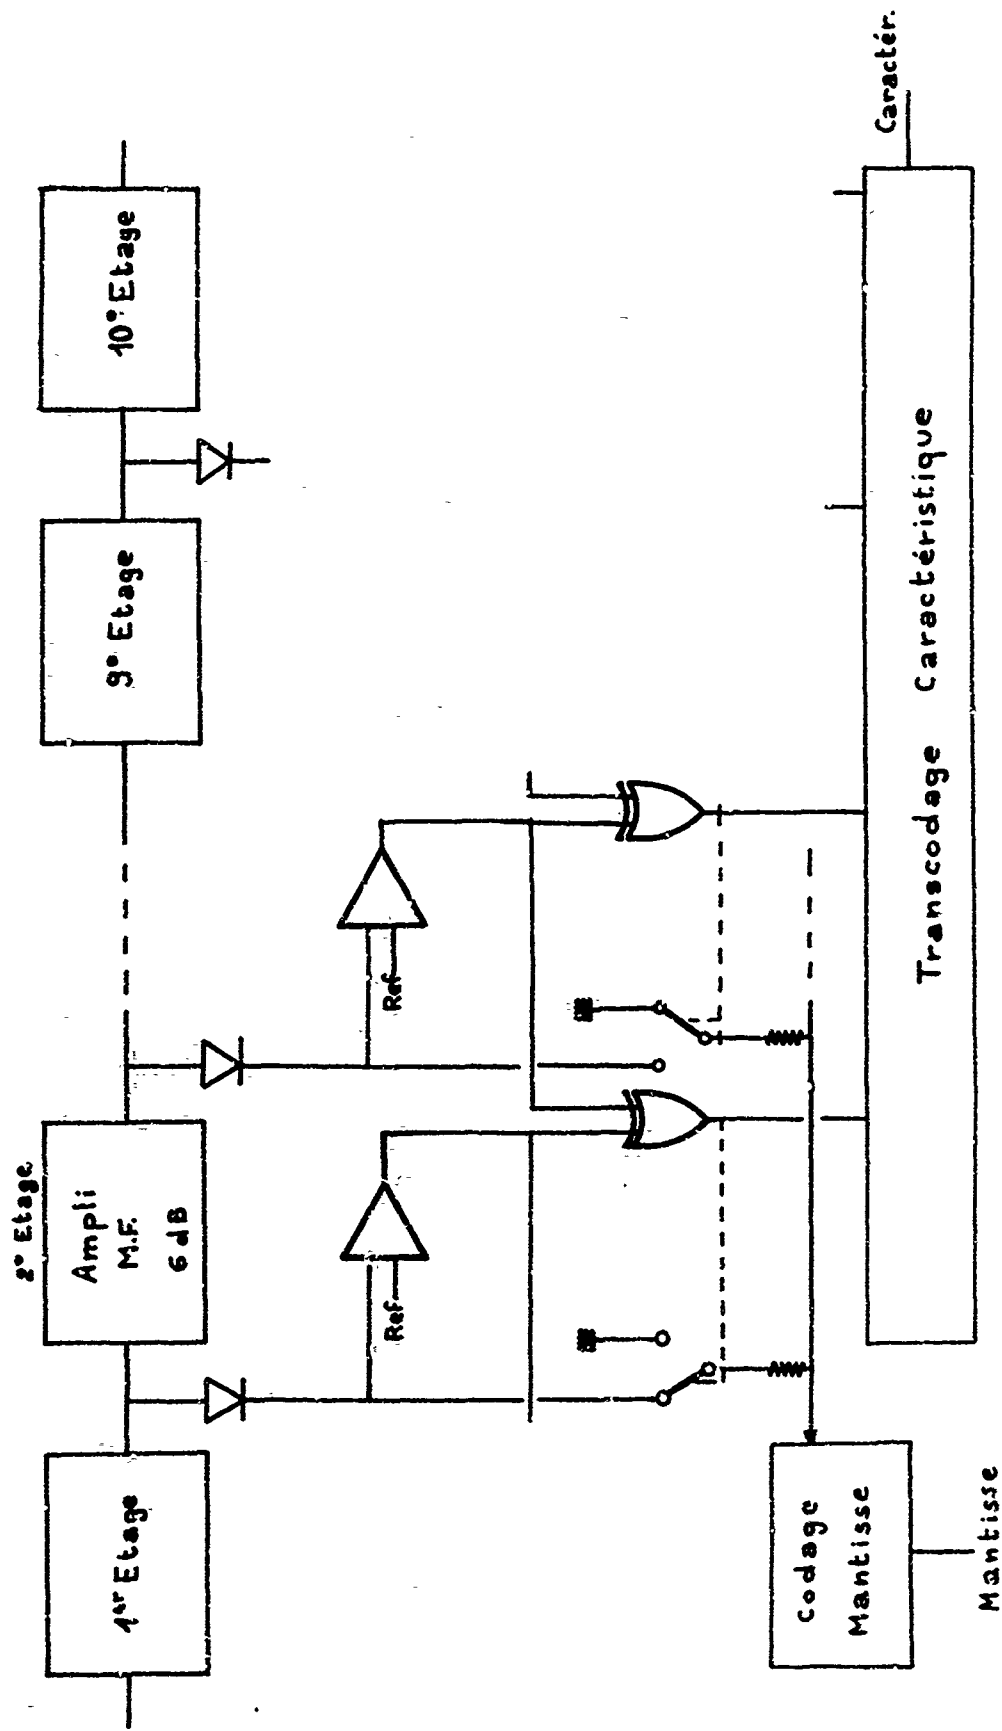 1er Etage
2° Etage
Ampli
M.F.
6 dB
9° Etage
10° Etage
Ref
Ref
Codage
Mantisse
Mantisse
Transcodage Caractéristique
Caractér.